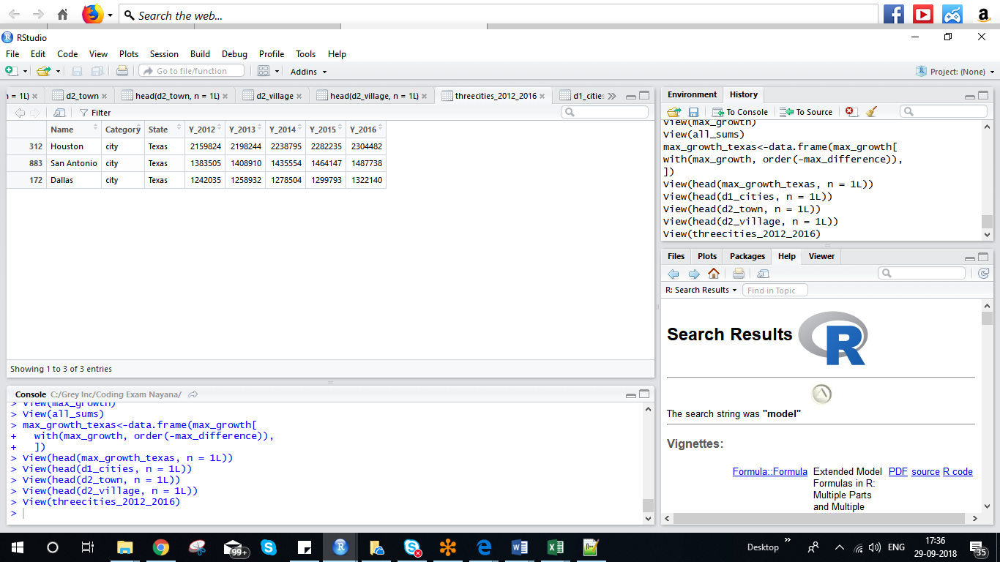 Search the web...
RStudio
File Edit Code View Plots Session Build Debug Profile Tools Help
Go to file/function Addins Project: (None)
n = 1L) d2_town head(d2_town, n = 1L) d2_village head(d2_village, n = 1L) threecities_2012_2016 d1_cities
Filter
Name Category State Y_2012 Y_2013 Y_2014 Y_2015 Y_2016
312 Houston city Texas 2159824 2198244 2238795 2282235 2304482
883 San Antonio city Texas 1383505 1408910 1435554 1464147 1487738
172 Dallas city Texas 1242035 1258932 1278504 1299793 1322140
Showing 1 to 3 of 3 entries
Console C:/Grey Inc/Coding Exam Nayana/
> View(max_growth)
> View(all_sums)
> max_growth_texas<-data.frame(max_growth[
+ with(max_growth, order(-max_difference)),
+ ])
> View(head(max_growth_texas, n = 1L))
> View(head(d1_cities, n = 1L))
> View(head(d2_town, n = 1L))
> View(head(d2_village, n = 1L))
> View(threecities_2012_2016)
>
Environment History
To Console To Source
View(max_growth)
View(all_sums)
max_growth_texas<-data.frame(max_growth[
with(max_growth, order(-max_difference)),
])
View(head(max_growth_texas, n = 1L))
View(head(d1_cities, n = 1L))
View(head(d2_town, n = 1L))
View(head(d2_village, n = 1L))
View(threecities_2012_2016)
Files Plots Packages Help Viewer
R: Search Results Find in Topic
Search Results R
The search string was "model"
Vignettes:
Formula::Formula Extended Model PDF source R code
Formulas in R:
Multiple Parts
and Multiple
99+ Desktop ENG 17:36
29-09-2018 35